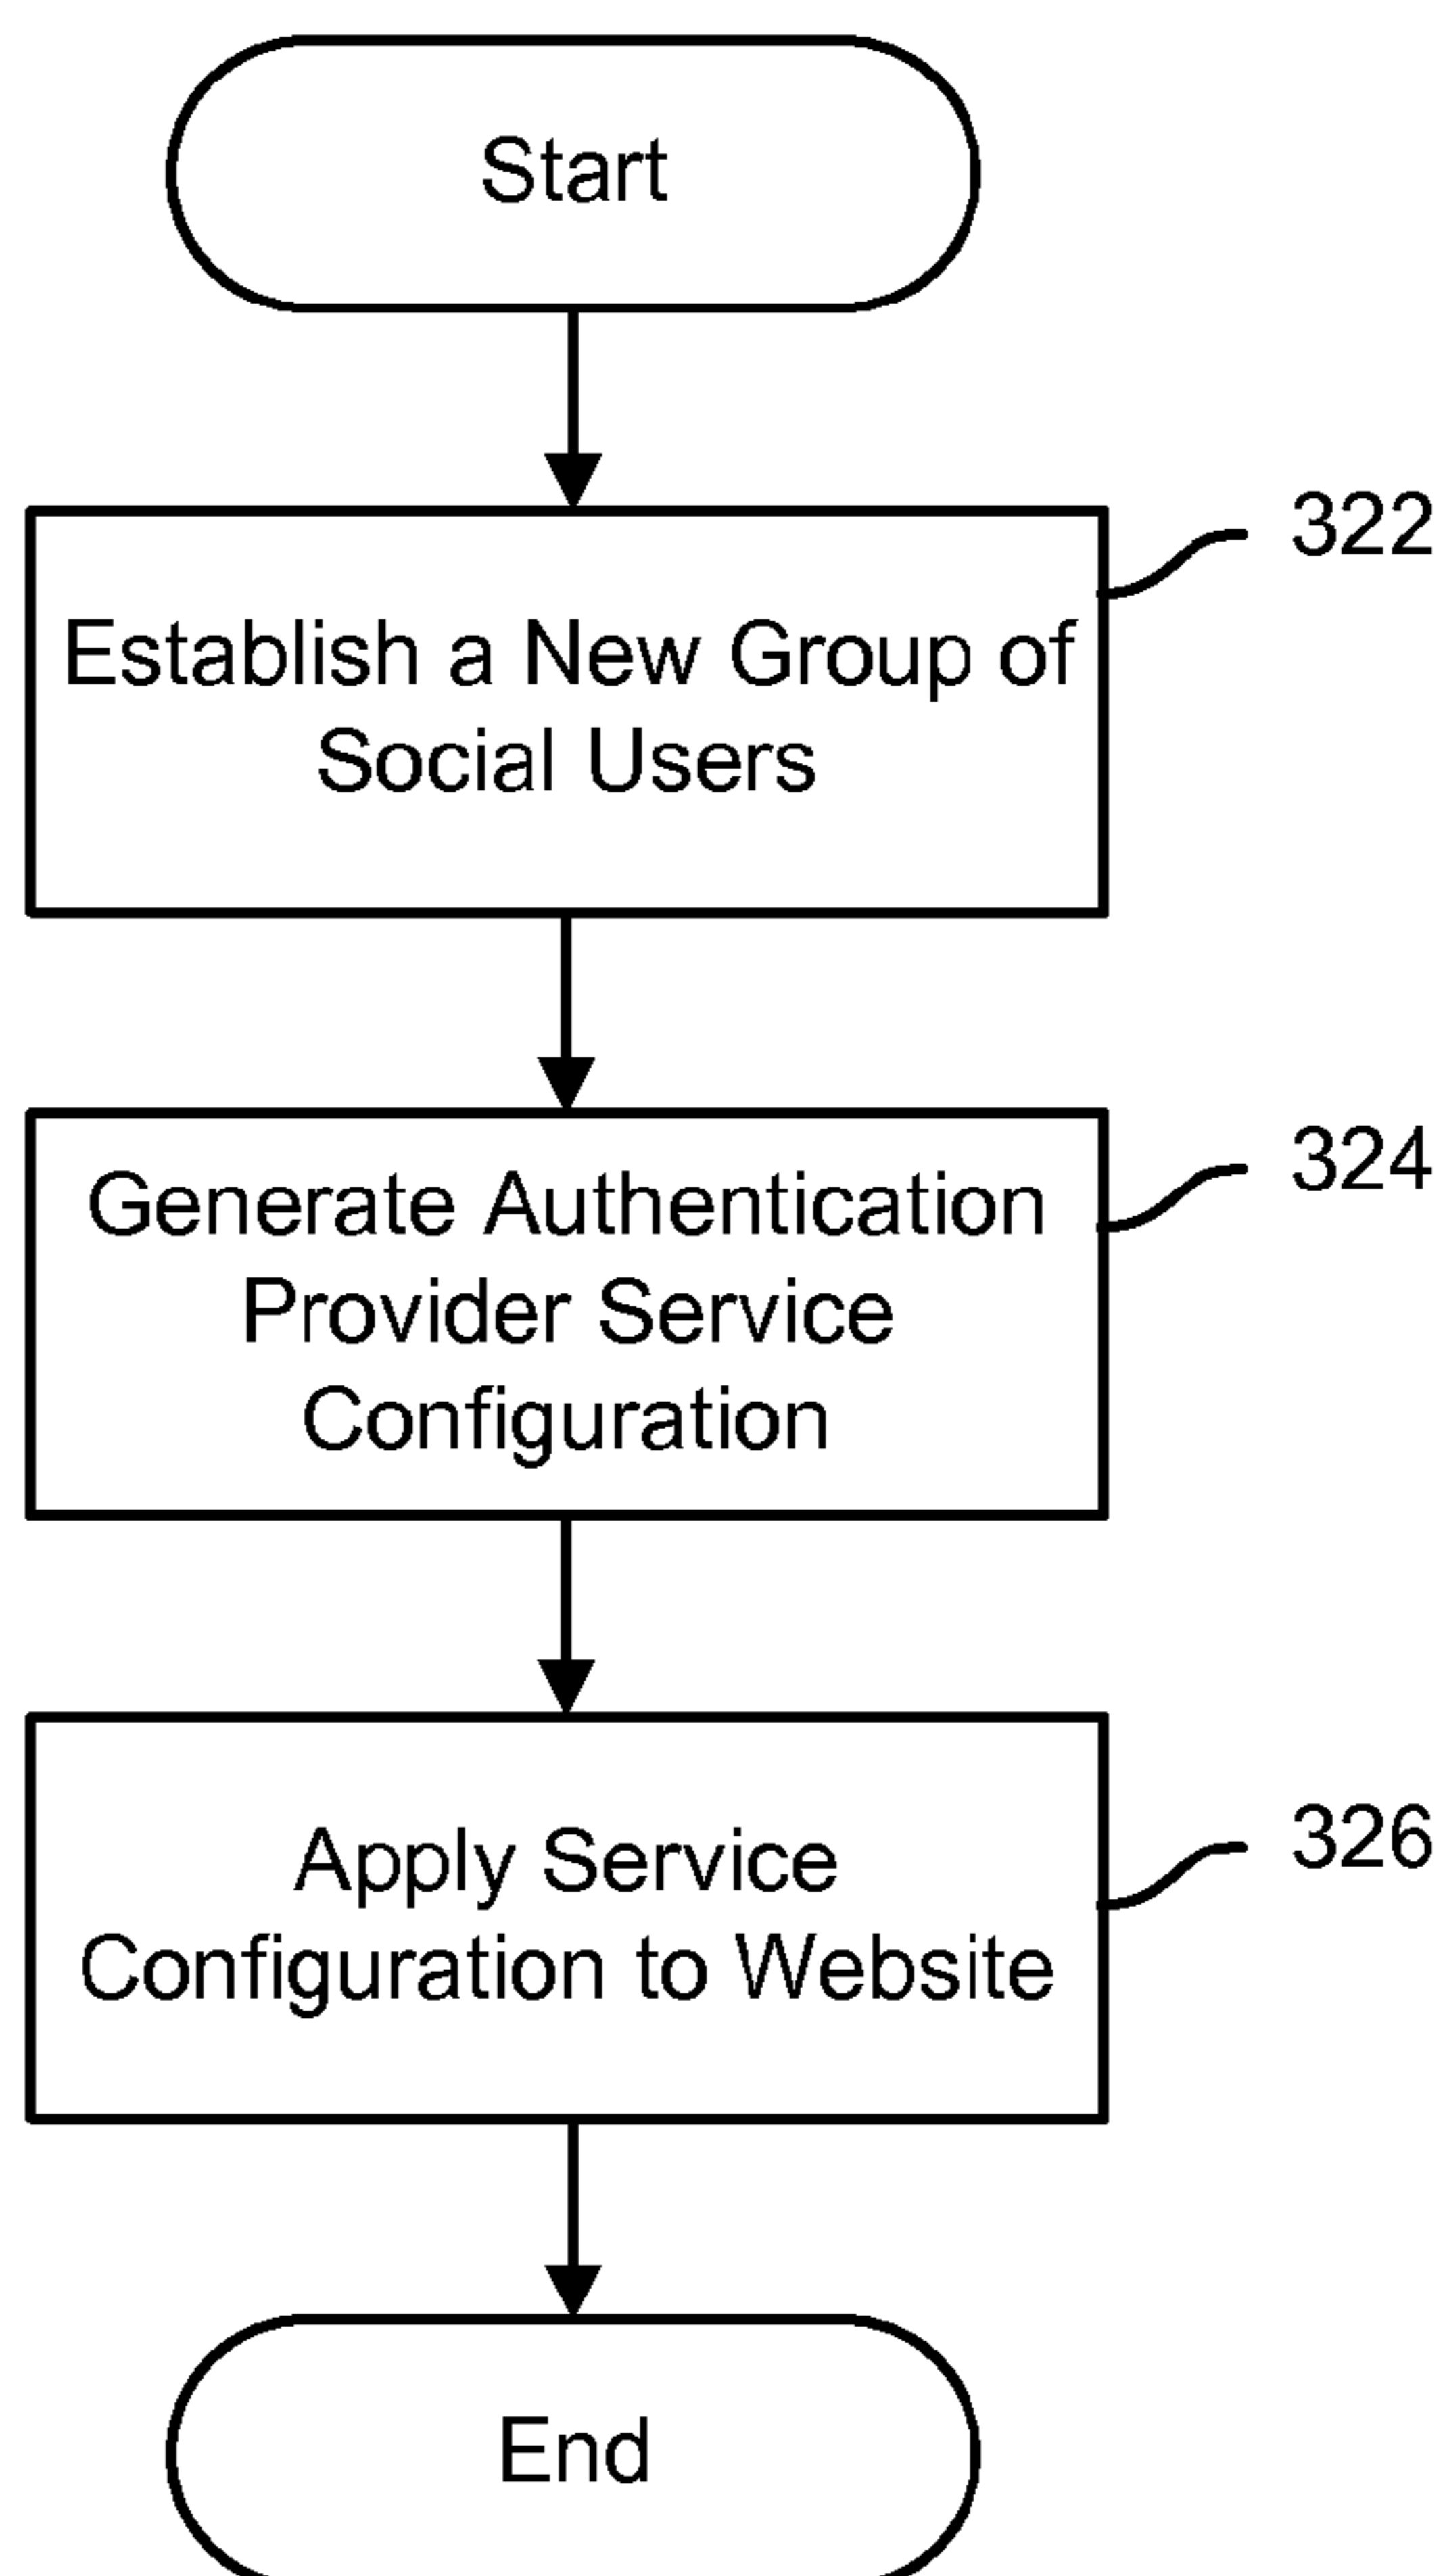 Start
322
Establish a New Group of
Social Users
324
Generate Authentication
Provider Service
Configuration
326
Apply Service
Configuration to Website
End